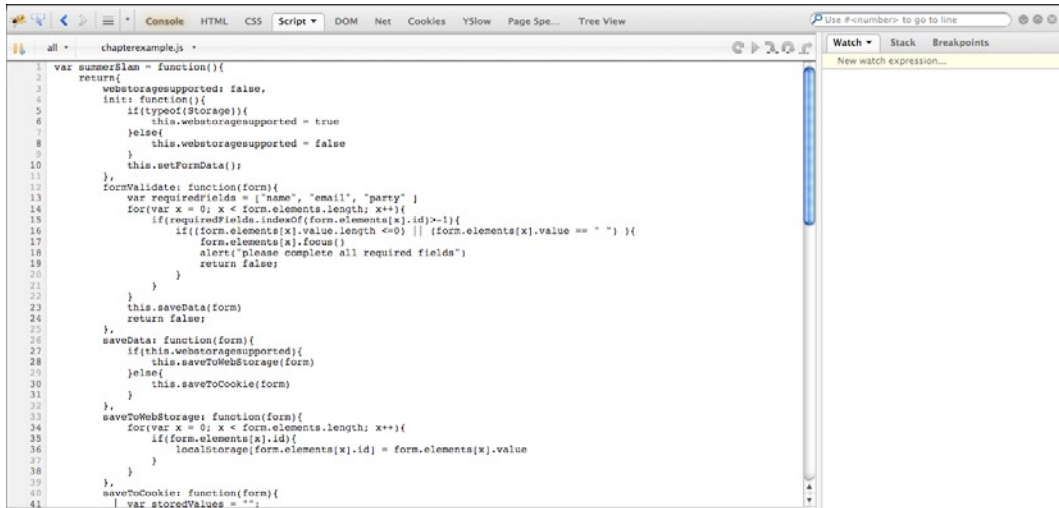 Console HTML CSS Script DOM Net Cookies YSlow Page Spe... Tree View
Use #<number> to go to line
all chapterexample.js
Watch Stack Breakpoints
New watch expression...
1 var summerSlam = function(){
2 return{
3 webstoragesupported: false,
4 init: function(){
5 if(typeof(Storage)){
6 this.webstoragesupported = true
7 }else{
8 this.webstoragesupported = false
9 }
10 this.setFormData();
11 },
12 formValidate: function(form){
13 var requiredFields = ["name", "email", "party" ]
14 for(var x = 0; x < form.elements.length; x++){
15 if(requiredFields.indexOf(form.elements[x].id)>-1){
16 if((form.elements[x].value.length <=0) || (form.elements[x].value == " ") ){
17 form.elements[x].focus()
18 alert("please complete all required fields")
19 return false;
20 }
21 }
22 }
23 this.saveData(form)
24 return false;
25 },
26 saveData: function(form){
27 if(this.webstoragesupported){
28 this.saveToWebStorage(form)
29 }else{
30 this.saveToCookie(form)
31 }
32 },
33 saveToWebStorage: function(form){
34 for(var x = 0; x < form.elements.length; x++){
35 if(form.elements[x].id){
36 localStorage[form.elements[x].id] = form.elements[x].value
37 }
38 }
39 },
40 saveToCookie: function(form){
41 var storedValues = "";